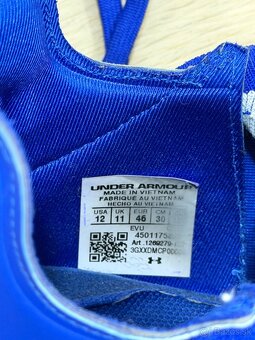 UNDER ARMOUR
MADE IN VIETNAM
FABRIQUÉ AU VIETNAM
HECHO AU VIETNAM
USA UK EUR CM
12 11 46 30
EVU
Art.